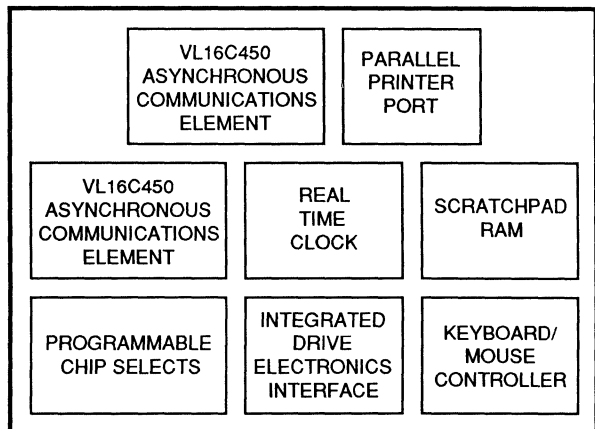 VL16C450
ASYNCHRONOUS
COMMUNICATIONS
ELEMENT
PARALLEL
PRINTER
PORT
VL16C450
ASYNCHRONOUS
COMMUNICATIONS
ELEMENT
REAL
TIME
CLOCK
SCRATCHPAD
RAM
PROGRAMMABLE
CHIP SELECTS
INTEGRATED
DRIVE
ELECTRONICS
INTERFACE
KEYBOARD/
MOUSE
CONTROLLER